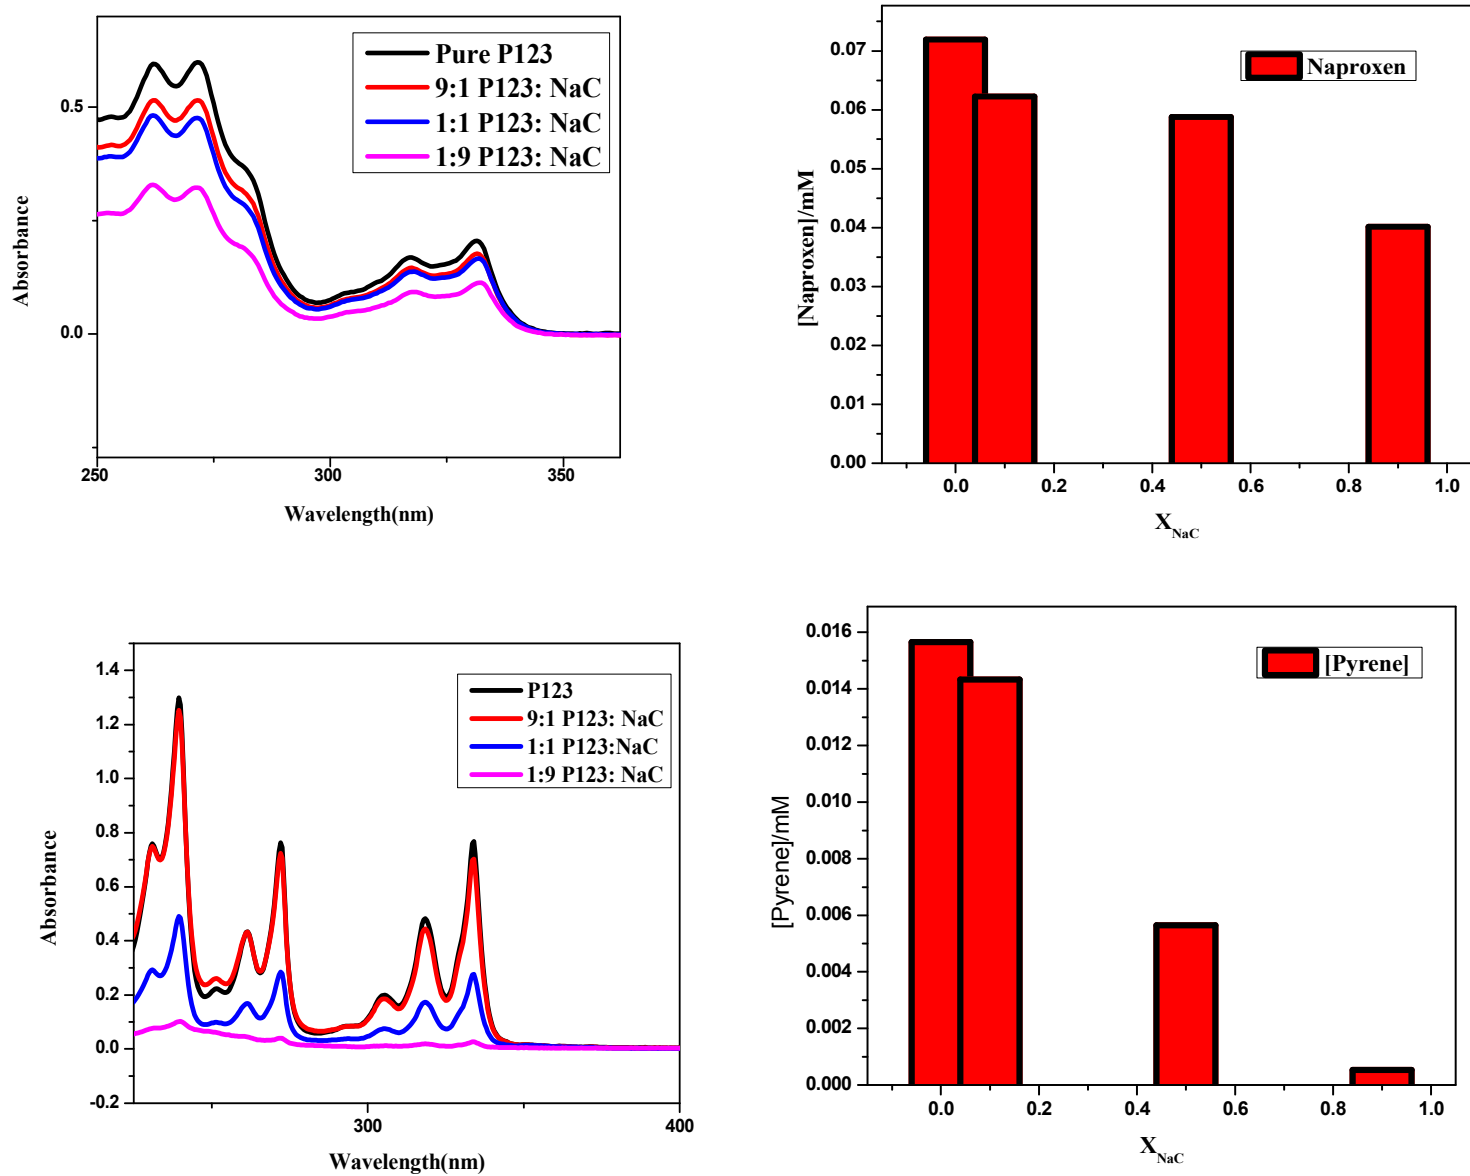 Pure P123
9:1 P123: NaC
1:1 P123: NaC
1:9 P123: NaC
0.5
0.0
250
300
350
Absorbance
Wavelength(nm)
Naproxen
0.07
0.06
0.05
0.04
0.03
0.02
0.01
0.00
0.0
0.2
0.4
0.6
0.8
1.0
[Naproxen]/mM
X_NaC
P123
9:1 P123: NaC
1:1 P123:NaC
1:9 P123: NaC
1.4
1.2
1.0
0.8
0.6
0.4
0.2
0.0
-0.2
300
400
Absorbance
Wavelength(nm)
[Pyrene]
0.016
0.014
0.012
0.010
0.008
0.006
0.004
0.002
0.000
0.0
0.2
0.4
0.6
0.8
1.0
[Pyrene]/mM
X_NaC